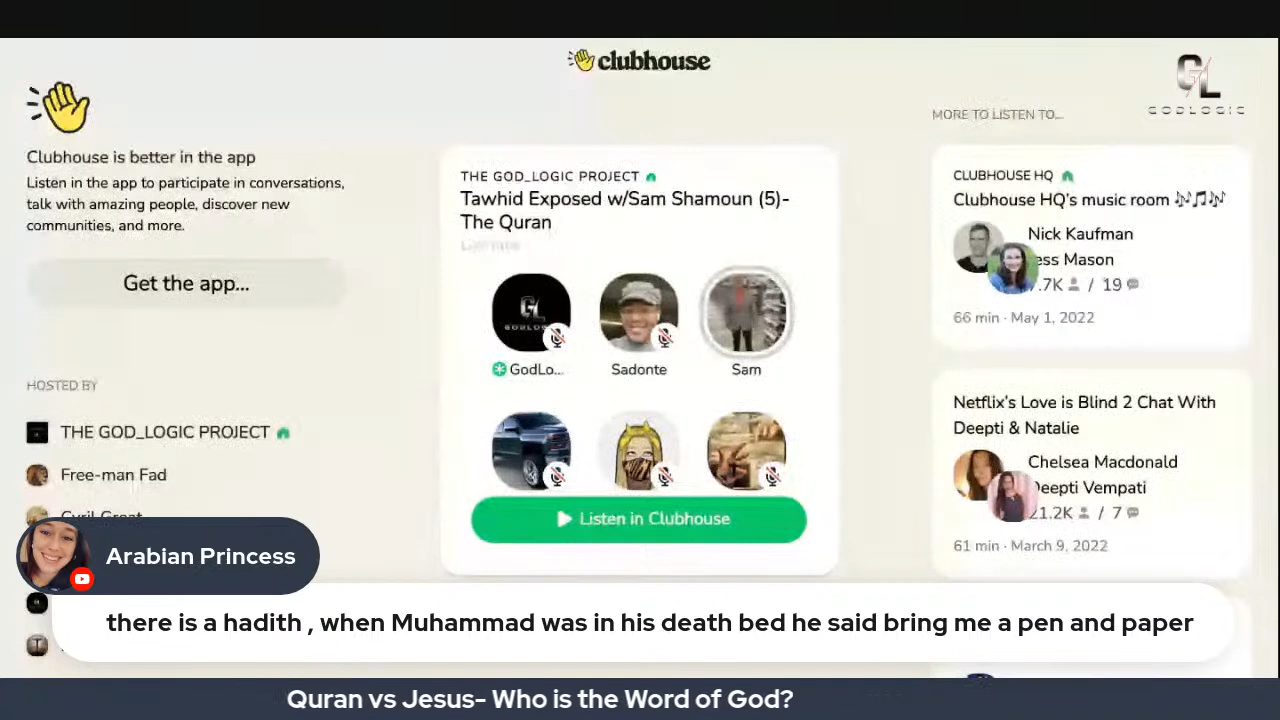 clubhouse
GL
GODLOGIC
Clubhouse is better in the app
Listen in the app to participate in conversations,
talk with amazing people, discover new
communities, and more.
Get the app...
HOSTED BY
THE GOD_LOGIC PROJECT
Free-man Fad
Cyril Great
THE GOD_LOGIC PROJECT
Tawhid Exposed w/Sam Shamoun (5)-
The Quran
GodLo...
Sadonte
Sam
Listen in Clubhouse
MORE TO LISTEN TO...
CLUBHOUSE HQ
Clubhouse HQ's music room 🎶🎵🎶
Nick Kaufman
ess Mason
7.7K / 19
66 min · May 1, 2022
Netflix's Love is Blind 2 Chat With
Deepti & Natalie
Chelsea Macdonald
Deepti Vempati
21.2K / 7
61 min · March 9, 2022
Arabian Princess
there is a hadith , when Muhammad was in his death bed he said bring me a pen and paper
Quran vs Jesus- Who is the Word of God?